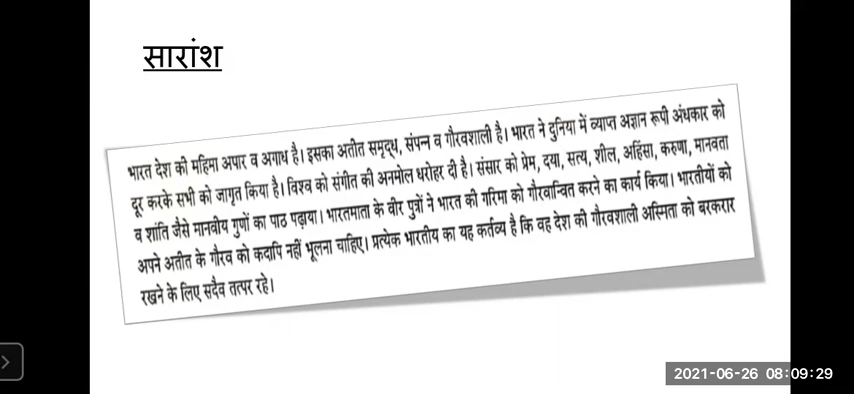 सारांश
भारत देश की महिमा अपार व अगाध है। इसका अतीत समृद्ध, संपन्न व गौरवशाली है। भारत ने दुनिया में व्याप्त अज्ञान रूपी अंधकार को
दूर करके सभी को जागृत किया है। विश्व को संगीत की अनमोल धरोहर दी है। संसार को प्रेम, दया, सत्य, शील, अहिंसा, करुणा, मानवता
व शांति जैसे मानवीय गुणों का पाठ पढ़ाया। भारतमाता के वीर पुत्रों ने भारत की गरिमा को गौरवान्वित करने का कार्य किया। भारतीयों को
अपने अतीत के गौरव को कदापि नहीं भूलना चाहिए। प्रत्येक भारतीय का यह कर्तव्य है कि वह देश की गौरवशाली अस्मिता को बरकरार
रखने के लिए सदैव तत्पर रहे।
2021-06-26 08:09:29